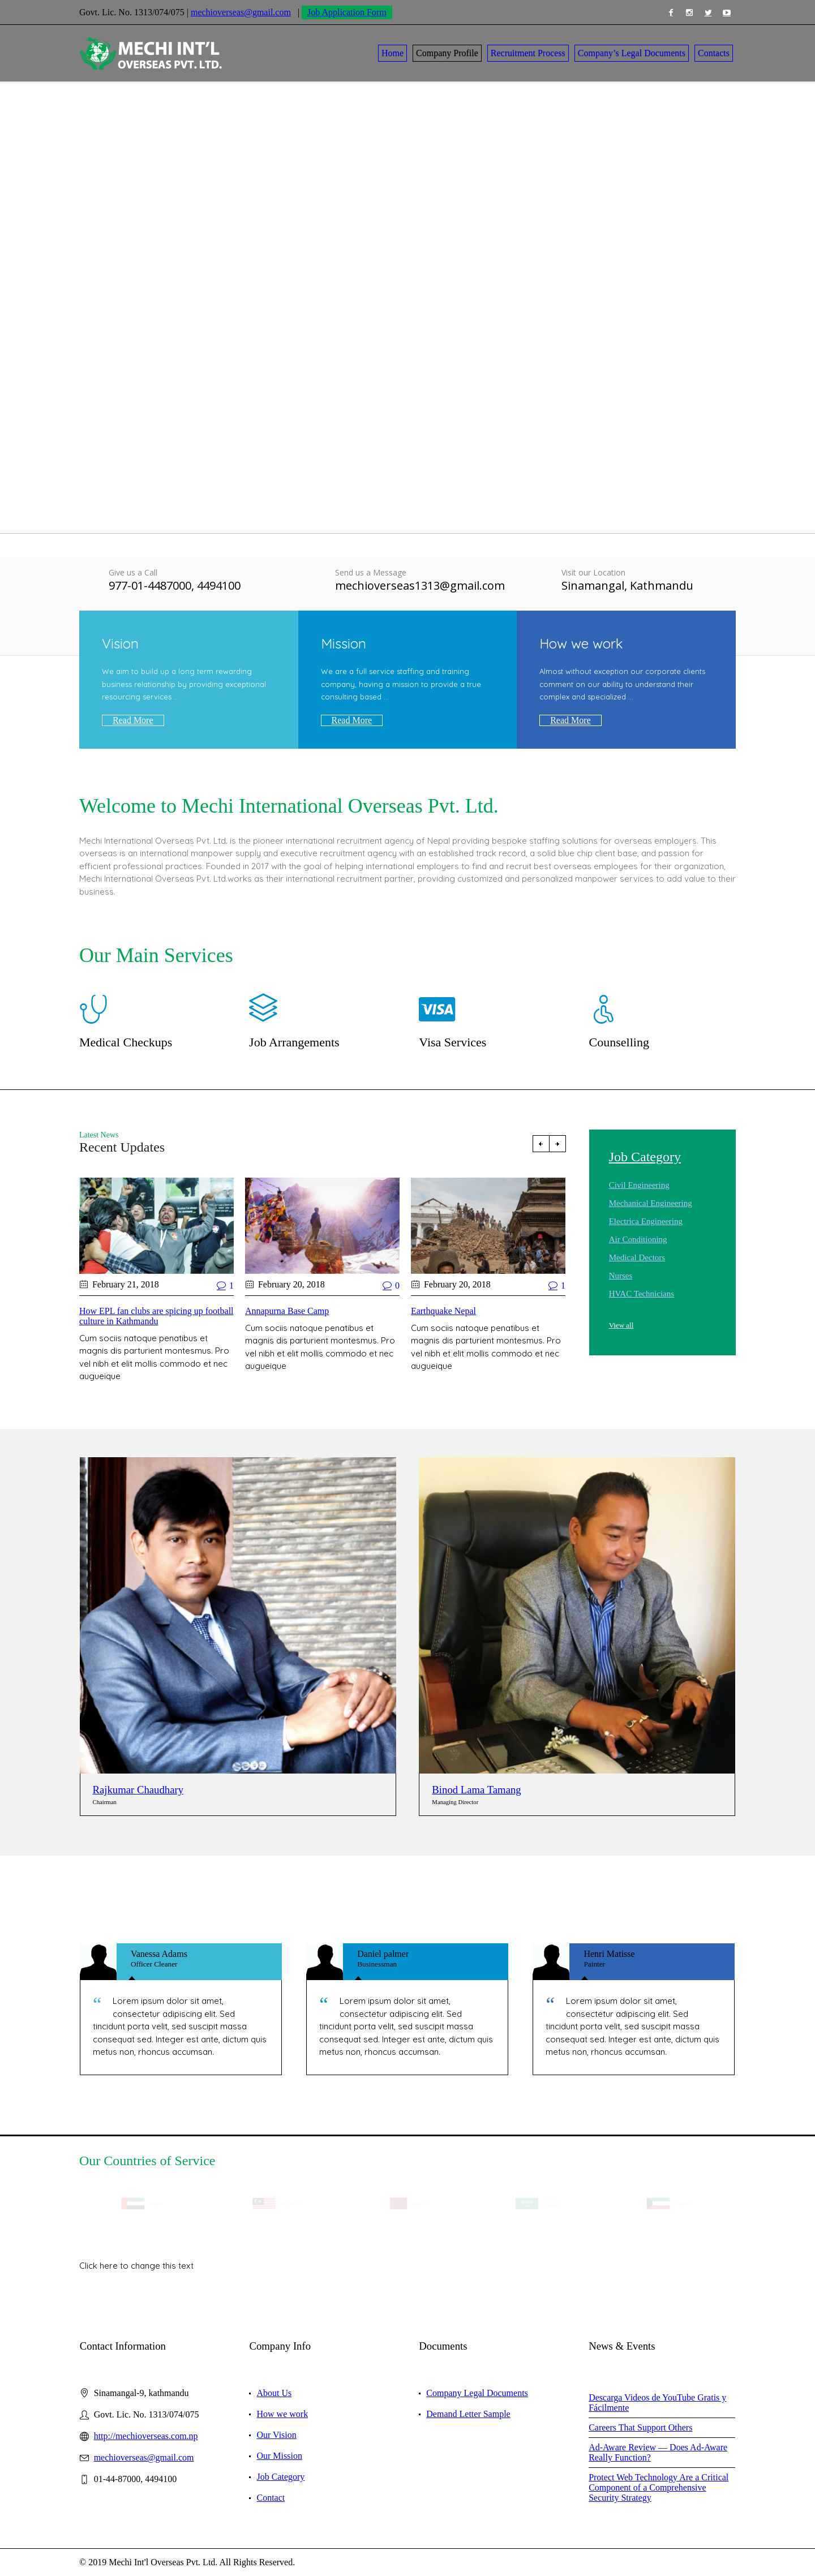 Govt. Lic. No. 1313/074/075 | mechioverseas@gmail.com | Job Application Form
MECHI INT'L
OVERSEAS PVT. LTD.
Home Company Profile Recruitment Process Company's Legal Documents Contacts
Give us a Call
977-01-4487000, 4494100
Send us a Message
mechioverseas1313@gmail.com
Visit our Location
Sinamangal, Kathmandu
Vision
We aim to build up a long term rewarding
business relationship by providing exceptional
resourcing services ...
Read More
Mission
We are a full service staffing and training
company, having a mission to provide a true
consulting based ...
Read More
How we work
Almost without exception our corporate clients
comment on our ability to understand their
complex and specialized ...
Read More
Welcome to Mechi International Overseas Pvt. Ltd.
Mechi International Overseas Pvt. Ltd. is the pioneer international recruitment agency of Nepal providing bespoke staffing solutions for overseas employers. This
overseas is an international manpower supply and executive recruitment agency with an established track record, a solid blue chip client base, and passion for
efficient professional practices. Founded in 2017 with the goal of helping international employers to find and recruit best overseas employees for their organization,
Mechi International Overseas Pvt. Ltd.works as their international recruitment partner, providing customized and personalized manpower services to add value to their
business.
Our Main Services
VISA
Medical Checkups
Job Arrangements
Visa Services
Counselling
Latest News
Recent Updates
February 21, 2018 1
How EPL fan clubs are spicing up football
culture in Kathmandu
Cum sociis natoque penatibus et
magnis dis parturient montesmus. Pro
vel nibh et elit mollis commodo et nec
augueique
February 20, 2018 0
Annapurna Base Camp
Cum sociis natoque penatibus et
magnis dis parturient montesmus. Pro
vel nibh et elit mollis commodo et nec
augueique
February 20, 2018 1
Earthquake Nepal
Cum sociis natoque penatibus et
magnis dis parturient montesmus. Pro
vel nibh et elit mollis commodo et nec
augueique
Job Category
Civil Engineering
Mechanical Engineering
Electrica Engineering
Air Conditioning
Medical Dectors
Nurses
HVAC Technicians
View all
Rajkumar Chaudhary
Chairman
Binod Lama Tamang
Managing Director
Vanessa Adams
Officer Cleaner
“ Lorem ipsum dolor sit amet,
consectetur adipiscing elit. Sed
tincidunt porta velit, sed suscipit massa
consequat sed. Integer est ante, dictum quis
metus non, rhoncus accumsan.
Daniel palmer
Businessman
“ Lorem ipsum dolor sit amet,
consectetur adipiscing elit. Sed
tincidunt porta velit, sed suscipit massa
consequat sed. Integer est ante, dictum quis
metus non, rhoncus accumsan.
Henri Matisse
Painter
“ Lorem ipsum dolor sit amet,
consectetur adipiscing elit. Sed
tincidunt porta velit, sed suscipit massa
consequat sed. Integer est ante, dictum quis
metus non, rhoncus accumsan.
Our Countries of Service
Click here to change this text
Contact Information
Sinamangal-9, kathmandu
Govt. Lic. No. 1313/074/075
http://mechioverseas.com.np
mechioverseas@gmail.com
01-44-87000, 4494100
Company Info
About Us
How we work
Our Vision
Our Mission
Job Category
Contact
Documents
Company Legal Documents
Demand Letter Sample
News & Events
Descarga Videos de YouTube Gratis y
Fácilmente
Careers That Support Others
Ad-Aware Review — Does Ad-Aware
Really Function?
Protect Web Technology Are a Critical
Component of a Comprehensive
Security Strategy
© 2019 Mechi Int'l Overseas Pvt. Ltd. All Rights Reserved.